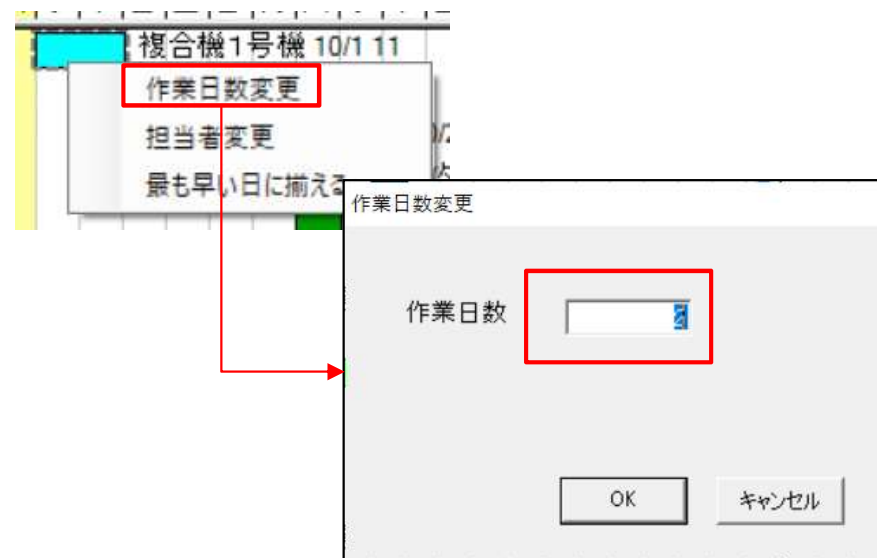 複合機1号機 10/1 11
作業日数変更
担当者変更
最も早い日に揃える
作業日数変更
作業日数
OK
キャンセル